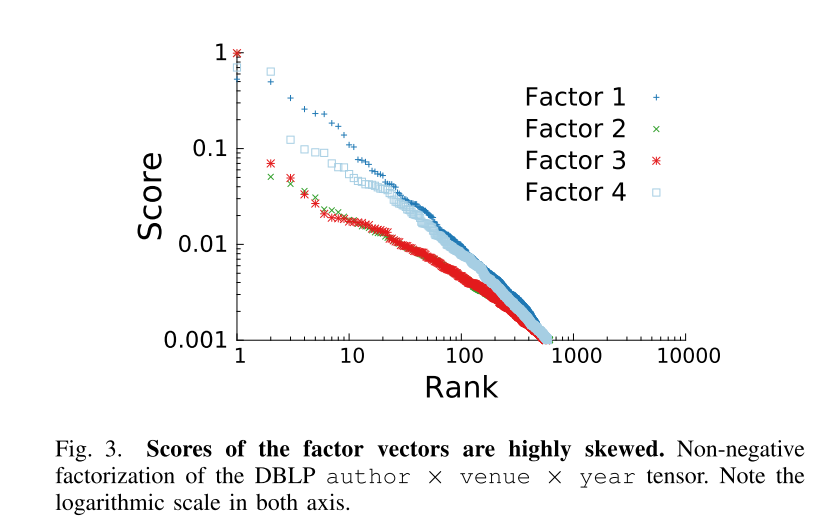 1
0.1
0.01
0.001
Score
Factor 1
Factor 2
Factor 3
Factor 4
1 10 100 1000 10000
Rank
Fig. 3. Scores of the factor vectors are highly skewed. Non-negative
factorization of the DBLP author × venue × year tensor. Note the
logarithmic scale in both axis.